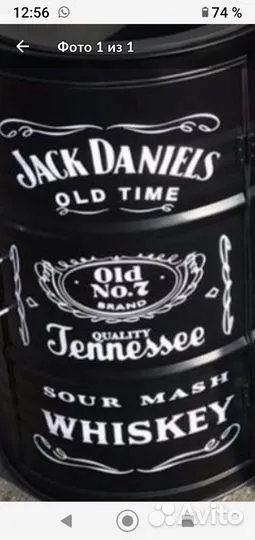 12:56 74 %
Фото 1 из 1
JACK DANIELS
OLD TIME
Old
No.7
BRAND
QUALITY
Tennessee
SOUR MASH
WHISKEY
Avito